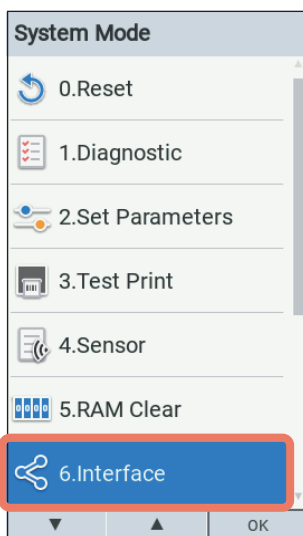 System Mode
0.Reset
1.Diagnostic
2.Set Parameters
3.Test Print
4.Sensor
5.RAM Clear
6.Interface
▼ ▲ OK